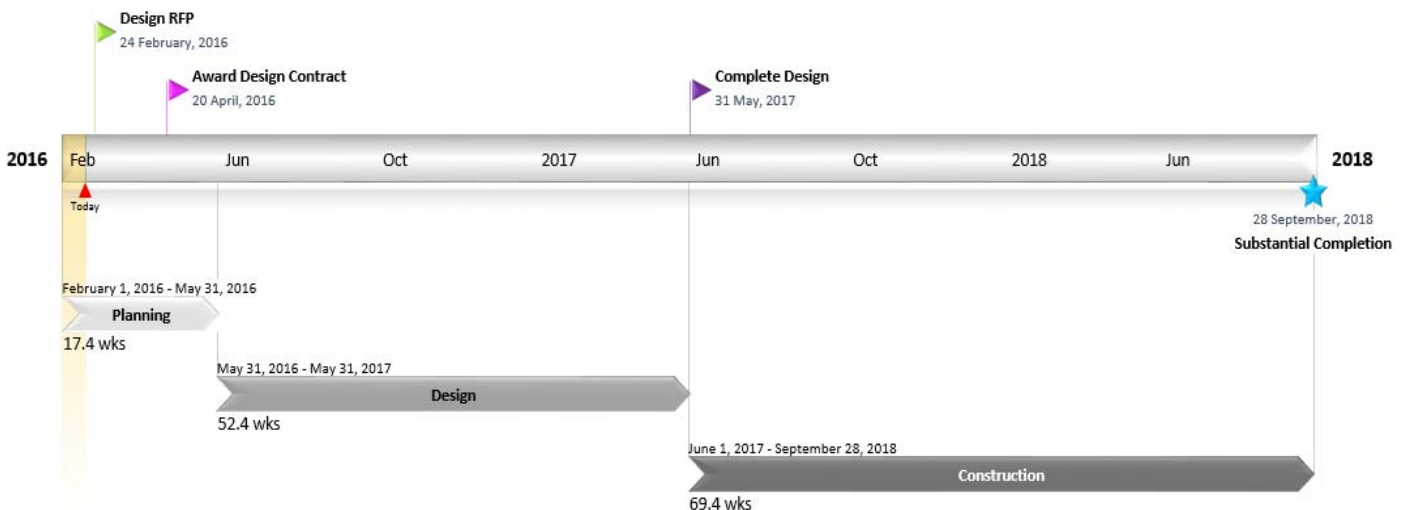 Design RFP
24 February, 2016
Award Design Contract
20 April, 2016
Complete Design
31 May, 2017
2016 Feb Jun Oct 2017 Jun Oct 2018 Jun 2018
Today
28 September, 2018
Substantial Completion
February 1, 2016 - May 31, 2016
Planning
17.4 wks
May 31, 2016 - May 31, 2017
Design
52.4 wks
June 1, 2017 - September 28, 2018
Construction
69.4 wks